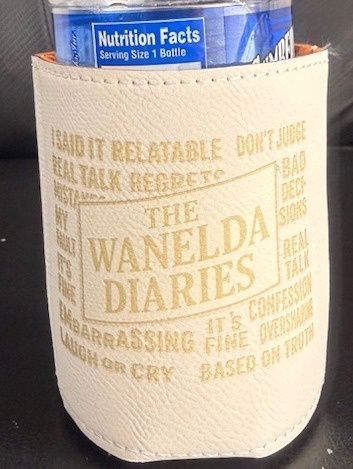 Nutrition Facts
Serving Size 1 Bottle
I SAID IT RELATABLE DON'T JUDGE
REAL TALK REGRETS BAD
MISTAKES DECI-
MY SIONS
FAULT REAL
IT'S TALK
FINE
THE
WANELDA
DIARIES
CONFESSION
EMBARRASSING IT'S OVERSHARING
LAUGH OR CRY FINE
BASED ON TRUTH